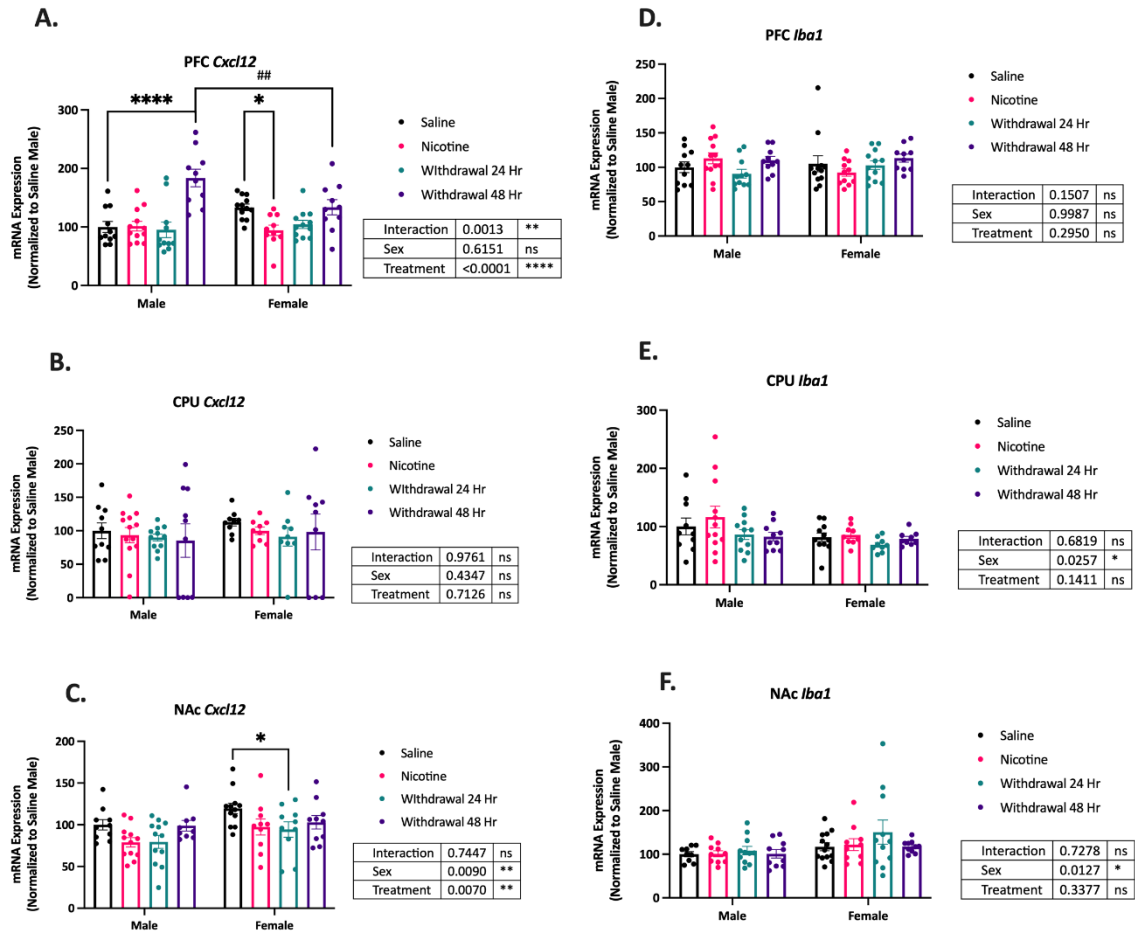 A.
PFC Cxcl12
##
****
*
mRNA Expression
(Normalized to Saline Male)
300
200
100
0
Male
Female
Saline
Nicotine
WIthdrawal 24 Hr
Withdrawal 48 Hr
Interaction 0.0013 **
Sex 0.6151 ns
Treatment <0.0001 ****
B.
CPU Cxcl12
mRNA Expression
(Normalized to Saline Male)
250
200
150
100
50
0
Male
Female
Saline
Nicotine
WIthdrawal 24 Hr
Withdrawal 48 Hr
Interaction 0.9761 ns
Sex 0.4347 ns
Treatment 0.7126 ns
C.
NAc Cxcl12
*
mRNA Expression
(Normalized to Saline Male)
200
150
100
50
0
Male
Female
Saline
Nicotine
WIthdrawal 24 Hr
Withdrawal 48 Hr
Interaction 0.7447 ns
Sex 0.0090 **
Treatment 0.0070 **
D.
PFC Iba1
mRNA Expression
(Normalized to Saline Male)
250
200
150
100
50
0
Male
Female
Saline
Nicotine
Withdrawal 24 Hr
Withdrawal 48 Hr
Interaction 0.1507 ns
Sex 0.9987 ns
Treatment 0.2950 ns
E.
CPU Iba1
mRNA Expression
(Normalized to Saline Male)
300
200
100
0
Male
Female
Saline
Nicotine
Withdrawal 24 Hr
Withdrawal 48 Hr
Interaction 0.6819 ns
Sex 0.0257 *
Treatment 0.1411 ns
F.
NAc Iba1
mRNA Expression
(Normalized to Saline Male)
400
300
200
100
0
Male
Female
Saline
Nicotine
Withdrawal 24 Hr
Withdrawal 48 Hr
Interaction 0.7278 ns
Sex 0.0127 *
Treatment 0.3377 ns